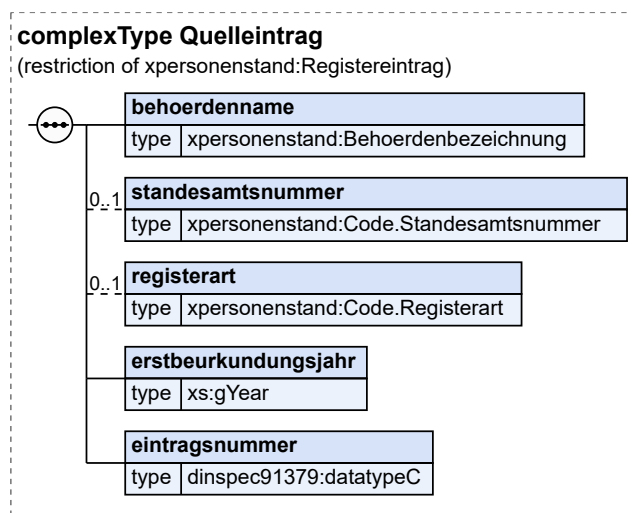 complexType Quelleintrag
(restriction of xpersonenstand:Registereintrag)
behoerdenname
type xpersonenstand:Behoerdenbezeichnung
0..1 standesamtsnummer
type xpersonenstand:Code.Standesamtsnummer
0..1 registerart
type xpersonenstand:Code.Registerart
erstbeurkundungsjahr
type xs:gYear
eintragsnummer
type dinspec91379:datatypeC